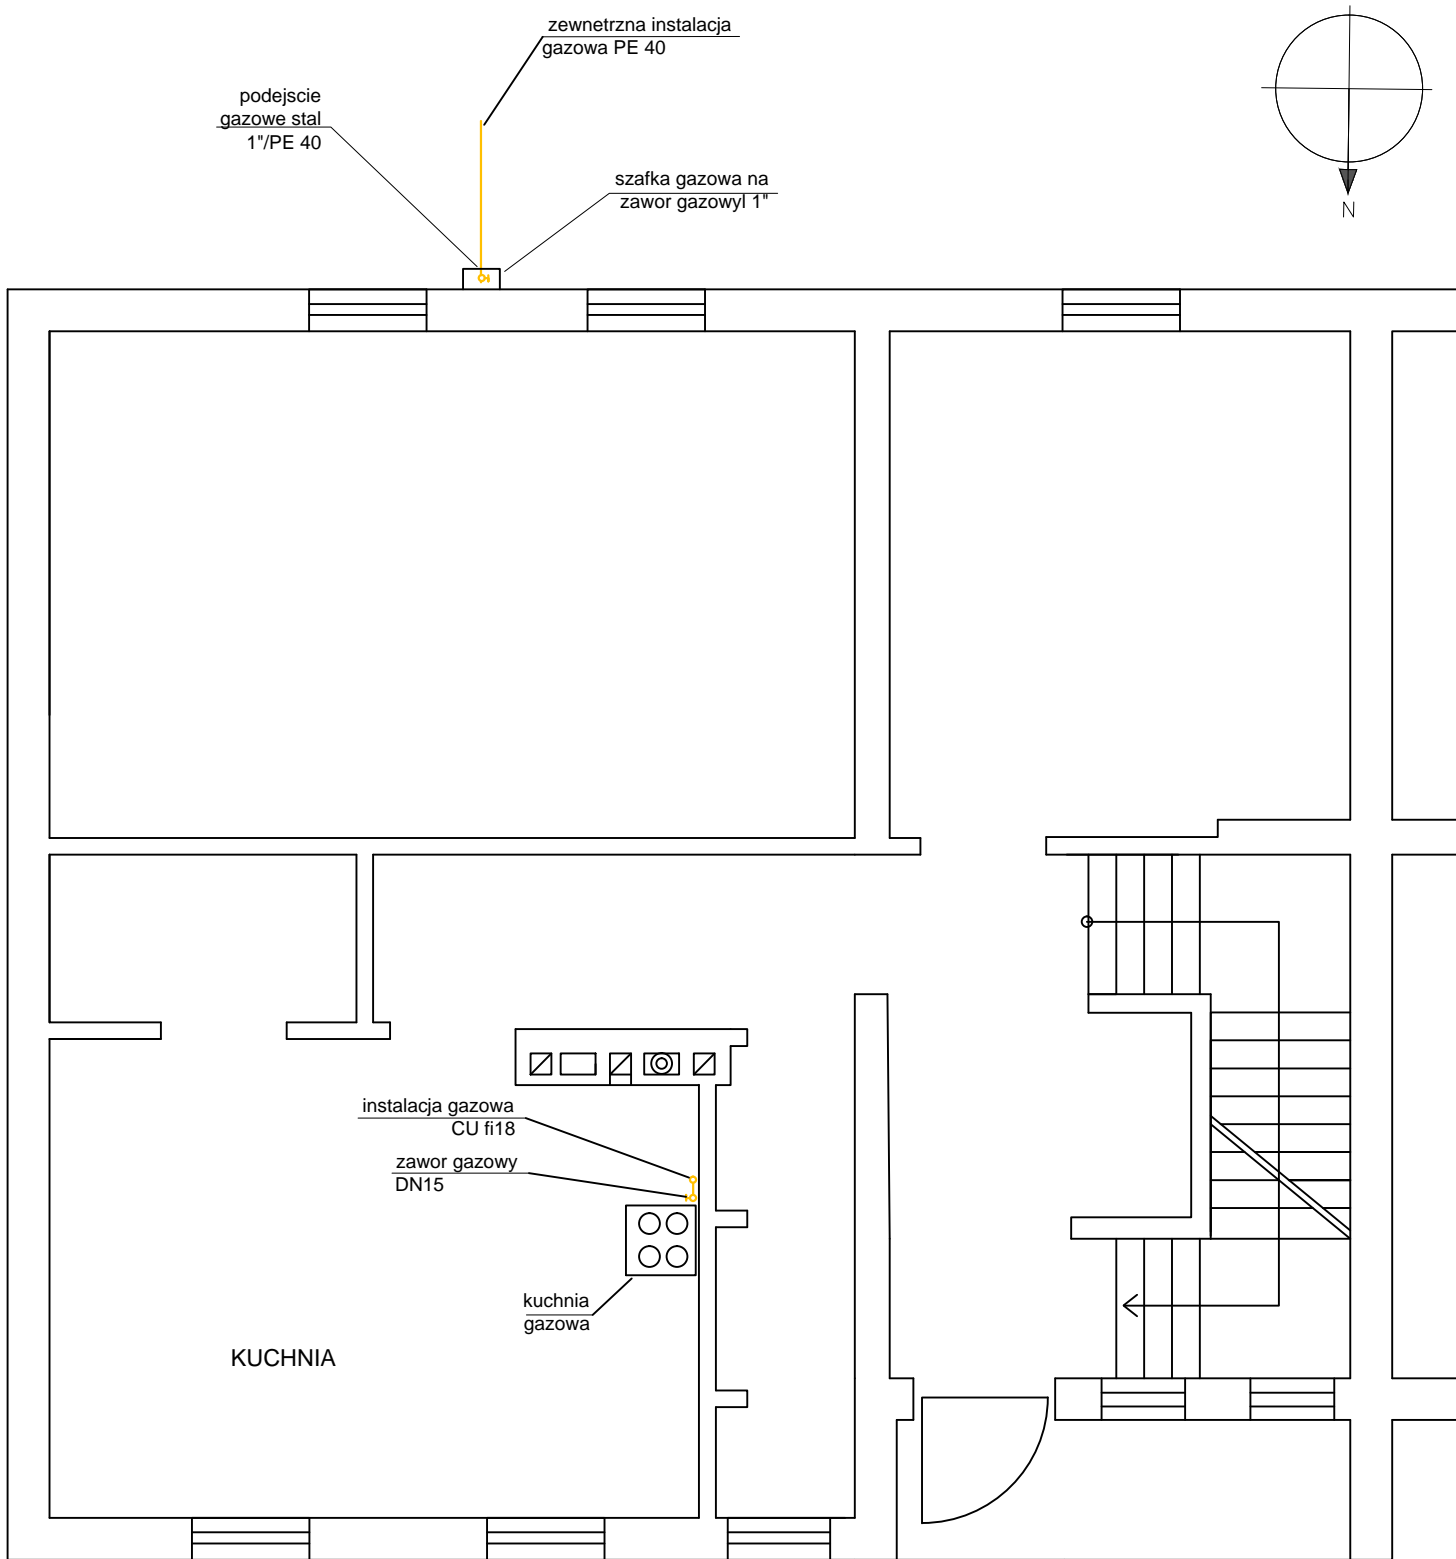 zewnetrzna instalacja
gazowa PE 40
podejscie
gazowe stal
1"/PE 40
szafka gazowa na
zawor gazowyl 1"
N
instalacja gazowa
CU fi18
zawor gazowy
DN15
kuchnia
gazowa
KUCHNIA